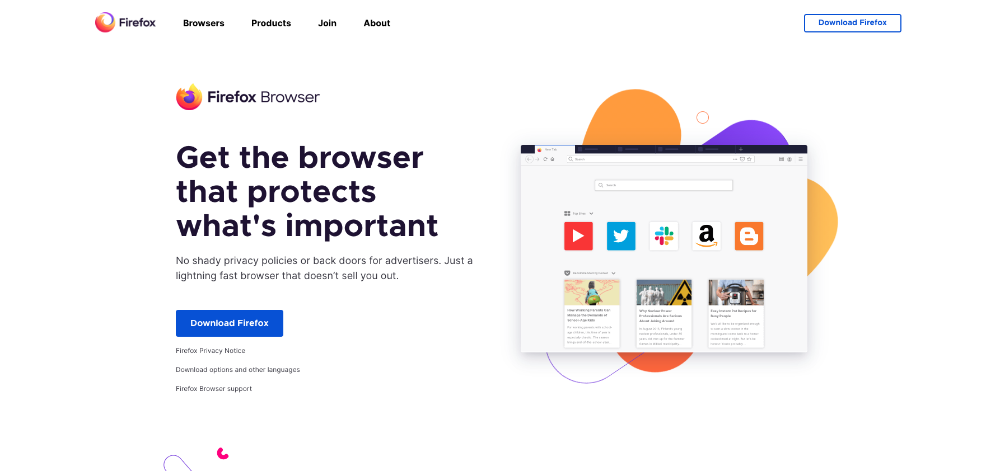 Firefox
Browsers
Products
Join
About
Download Firefox
Firefox Browser
Get the browser
that protects
what's important
No shady privacy policies or back doors for advertisers. Just a
lightning fast browser that doesn’t sell you out.
Download Firefox
Firefox Privacy Notice
Download options and other languages
Firefox Browser support
New Tab
Search
Search
Top Sites
a
Recommended by Pocket
How Working Parents Can
Manage the Demands of
School-Age Kids
For working parents with school-
age children, this time of year is
especially chaotic. The season
brings end-of-the-school-year...
Why Nuclear Power
Professionals Are Serious
About Joking Around
In August 2013, Finland's young
nuclear professionals, under 35
years old, met up for the Summer
Games in Mikkeli municipality...
Easy Instant Pot Recipes for
Busy People
We'd all like to be organized enough
to start a slow cooker in the
morning and come back to a home-
cooked meal at night. But let's be
honest: You're probably ...